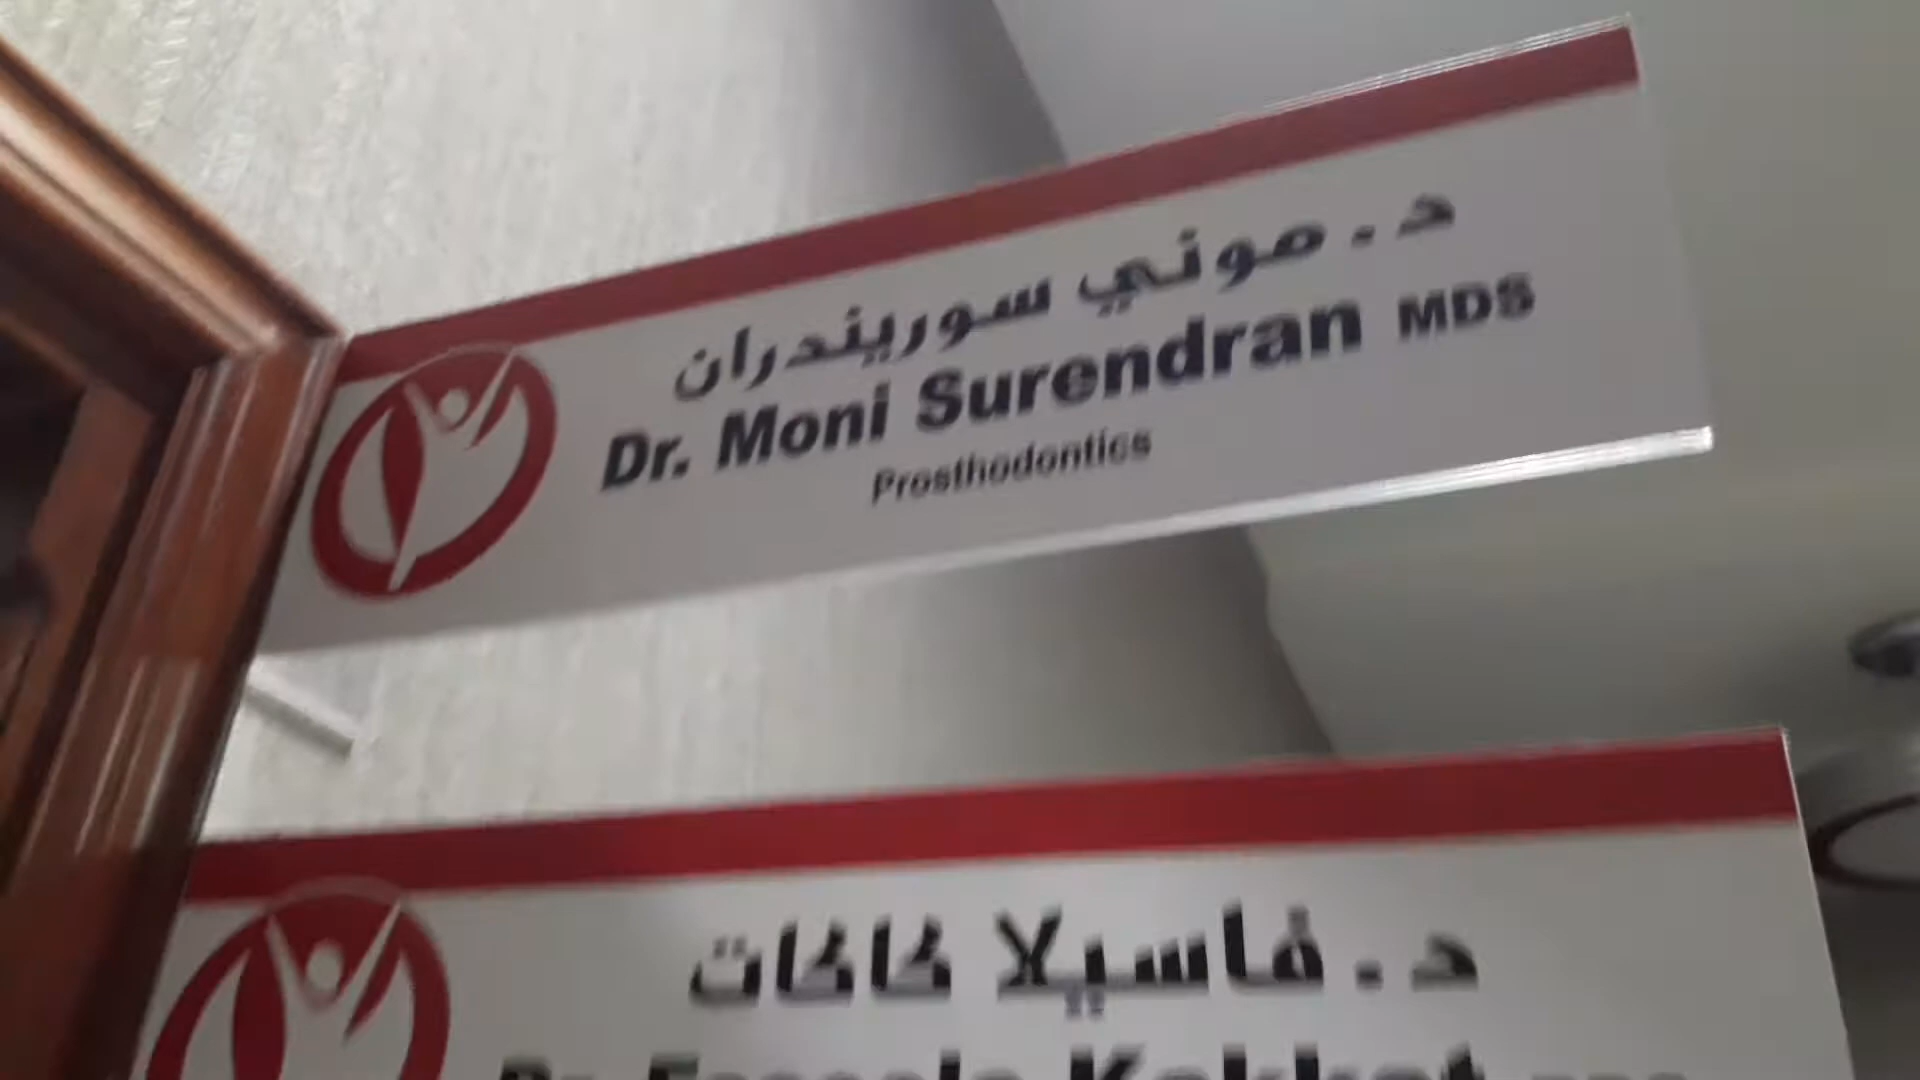 د. موني سوريندران
Dr. Moni Surendran MDS
Prosthodontics
د. فاسيلا كاكات